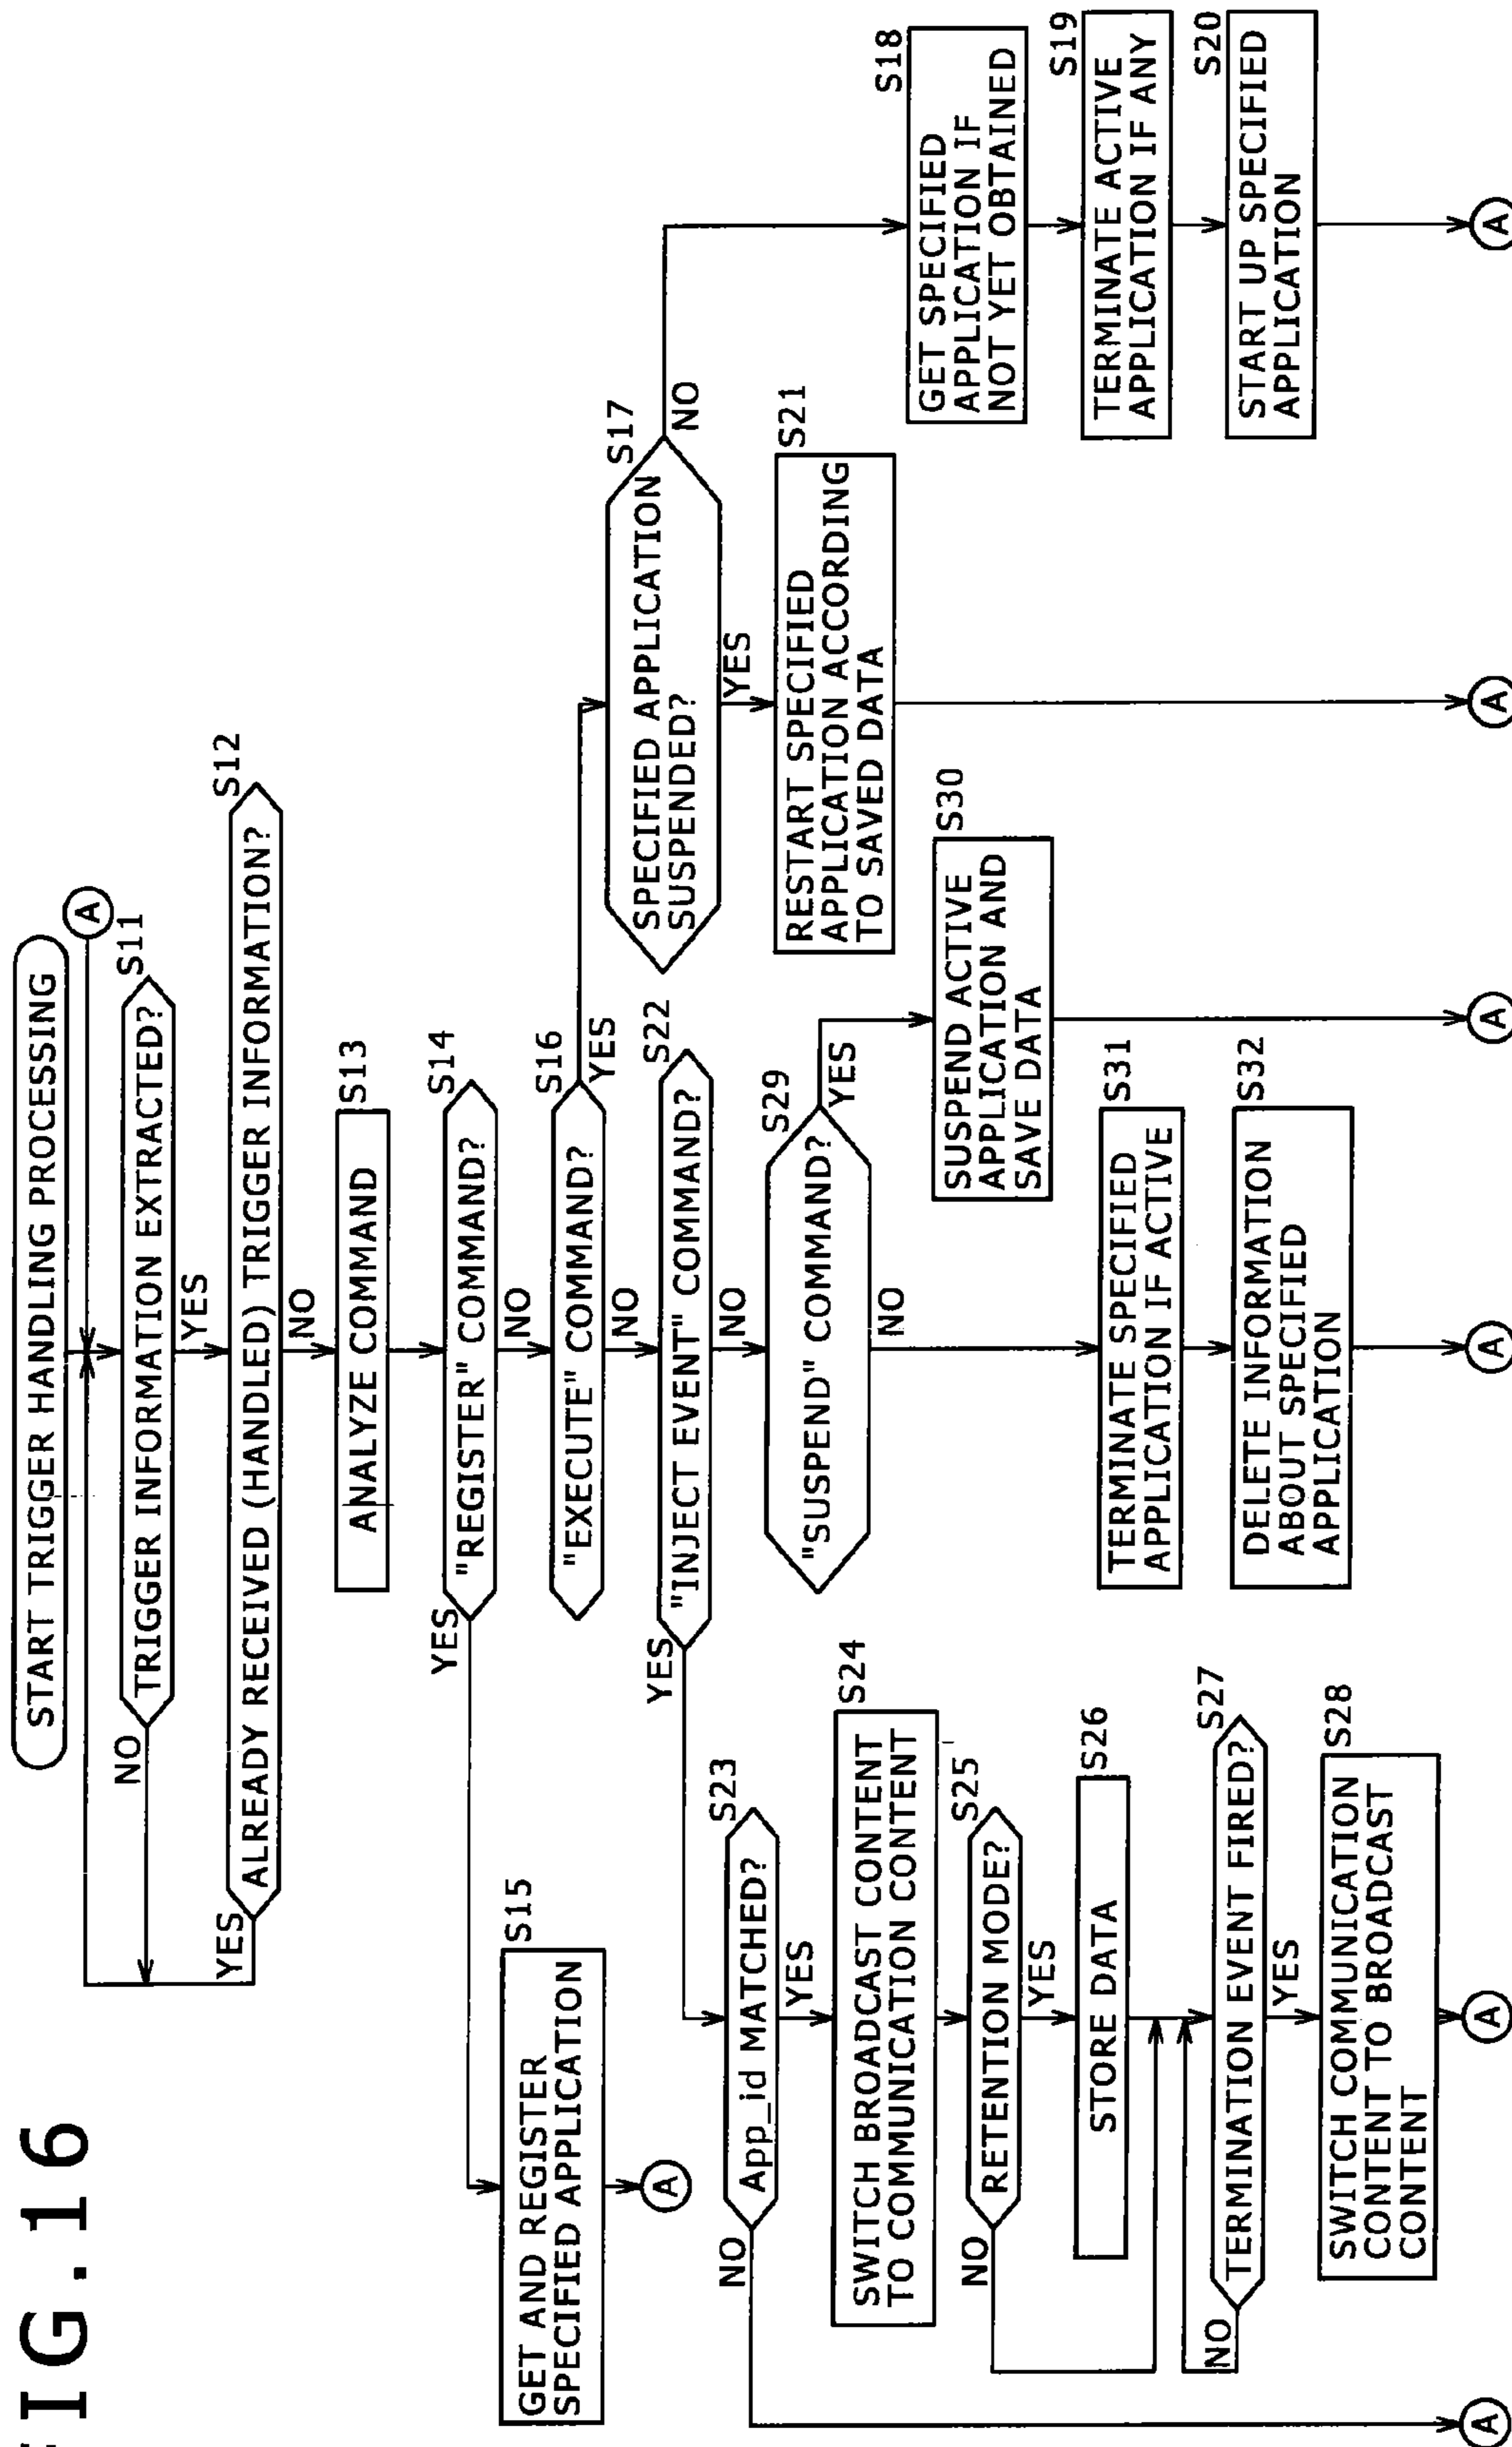 FIG.16
START TRIGGER HANDLING PROCESSING
A
S11
TRIGGER INFORMATION EXTRACTED?
NO
YES
S12
ALREADY RECEIVED (HANDLED) TRIGGER INFORMATION?
YES
NO
S13
ANALYZE COMMAND
S14
"REGISTER" COMMAND?
YES
NO
S15
GET AND REGISTER
SPECIFIED APPLICATION
A
S16
"EXECUTE" COMMAND?
YES
NO
S17
SPECIFIED APPLICATION
SUSPENDED?
NO
YES
S18
GET SPECIFIED
APPLICATION IF
NOT YET OBTAINED
S19
TERMINATE ACTIVE
APPLICATION IF ANY
S20
START UP SPECIFIED
APPLICATION
A
S21
RESTART SPECIFIED
APPLICATION ACCORDING
TO SAVED DATA
A
S22
"INJECT EVENT" COMMAND?
YES
NO
S23
App_id MATCHED?
NO
YES
S24
SWITCH BROADCAST CONTENT
TO COMMUNICATION CONTENT
S25
RETENTION MODE?
NO
YES
S26
STORE DATA
S27
TERMINATION EVENT FIRED?
NO
YES
S28
SWITCH COMMUNICATION
CONTENT TO BROADCAST
CONTENT
A
A
S29
"SUSPEND" COMMAND?
YES
NO
S30
SUSPEND ACTIVE
APPLICATION AND
SAVE DATA
A
S31
TERMINATE SPECIFIED
APPLICATION IF ACTIVE
S32
DELETE INFORMATION
ABOUT SPECIFIED
APPLICATION
A